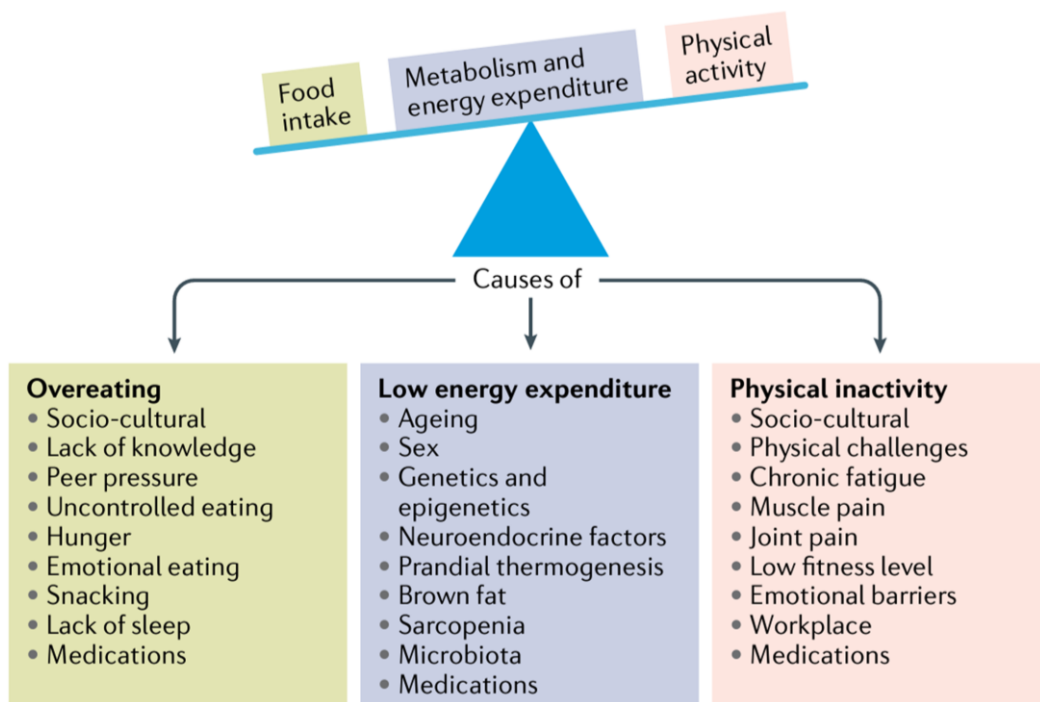 Food
intake
Metabolism and
energy expenditure
Physical
activity
Causes of
Overeating
• Socio-cultural
• Lack of knowledge
• Peer pressure
• Uncontrolled eating
• Hunger
• Emotional eating
• Snacking
• Lack of sleep
• Medications
Low energy expenditure
• Ageing
• Sex
• Genetics and
epigenetics
• Neuroendocrine factors
• Prandial thermogenesis
• Brown fat
• Sarcopenia
• Microbiota
• Medications
Physical inactivity
• Socio-cultural
• Physical challenges
• Chronic fatigue
• Muscle pain
• Joint pain
• Low fitness level
• Emotional barriers
• Workplace
• Medications